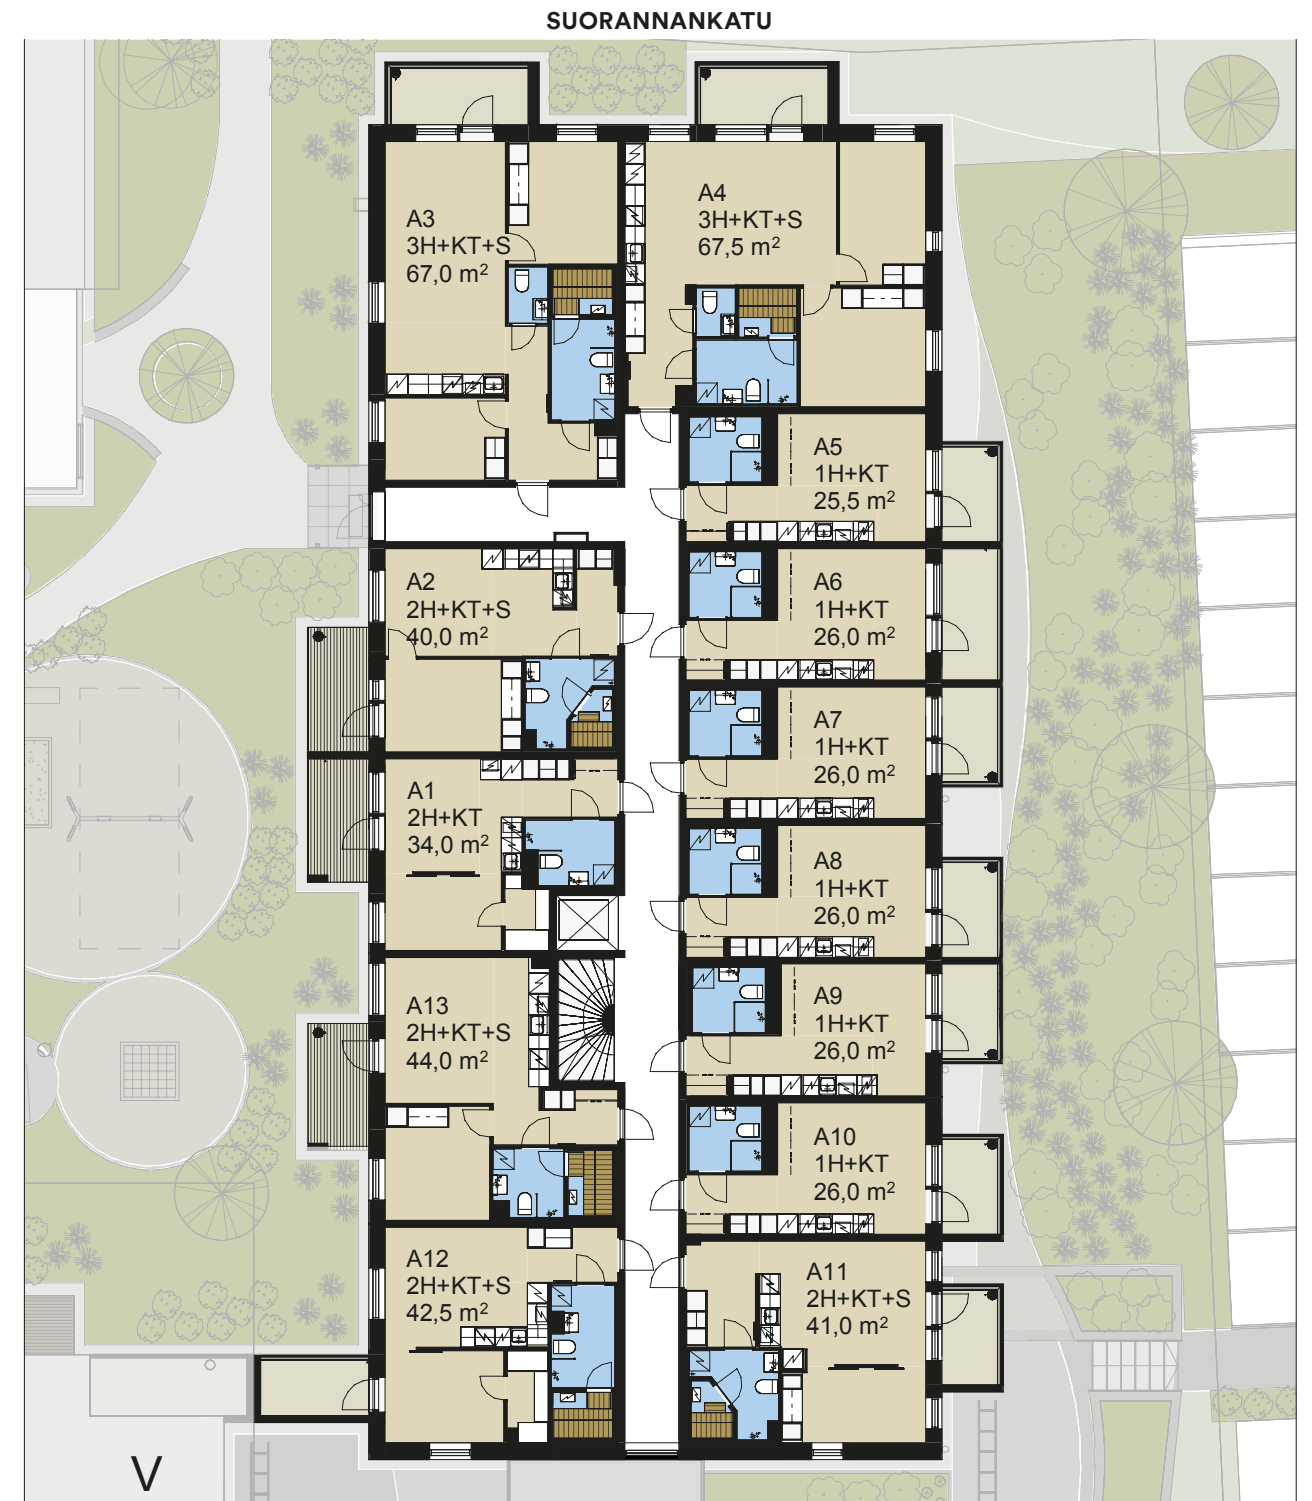 SUORANNANKATU
A3
3H+KT+S
67,0 m²
A4
3H+KT+S
67,5 m²
A5
1H+KT
25,5 m²
A2
2H+KT+S
40,0 m²
A6
1H+KT
26,0 m²
A7
1H+KT
26,0 m²
A1
2H+KT
34,0 m²
A8
1H+KT
26,0 m²
A13
2H+KT+S
44,0 m²
A9
1H+KT
26,0 m²
A10
1H+KT
26,0 m²
A12
2H+KT+S
42,5 m²
A11
2H+KT+S
41,0 m²
V